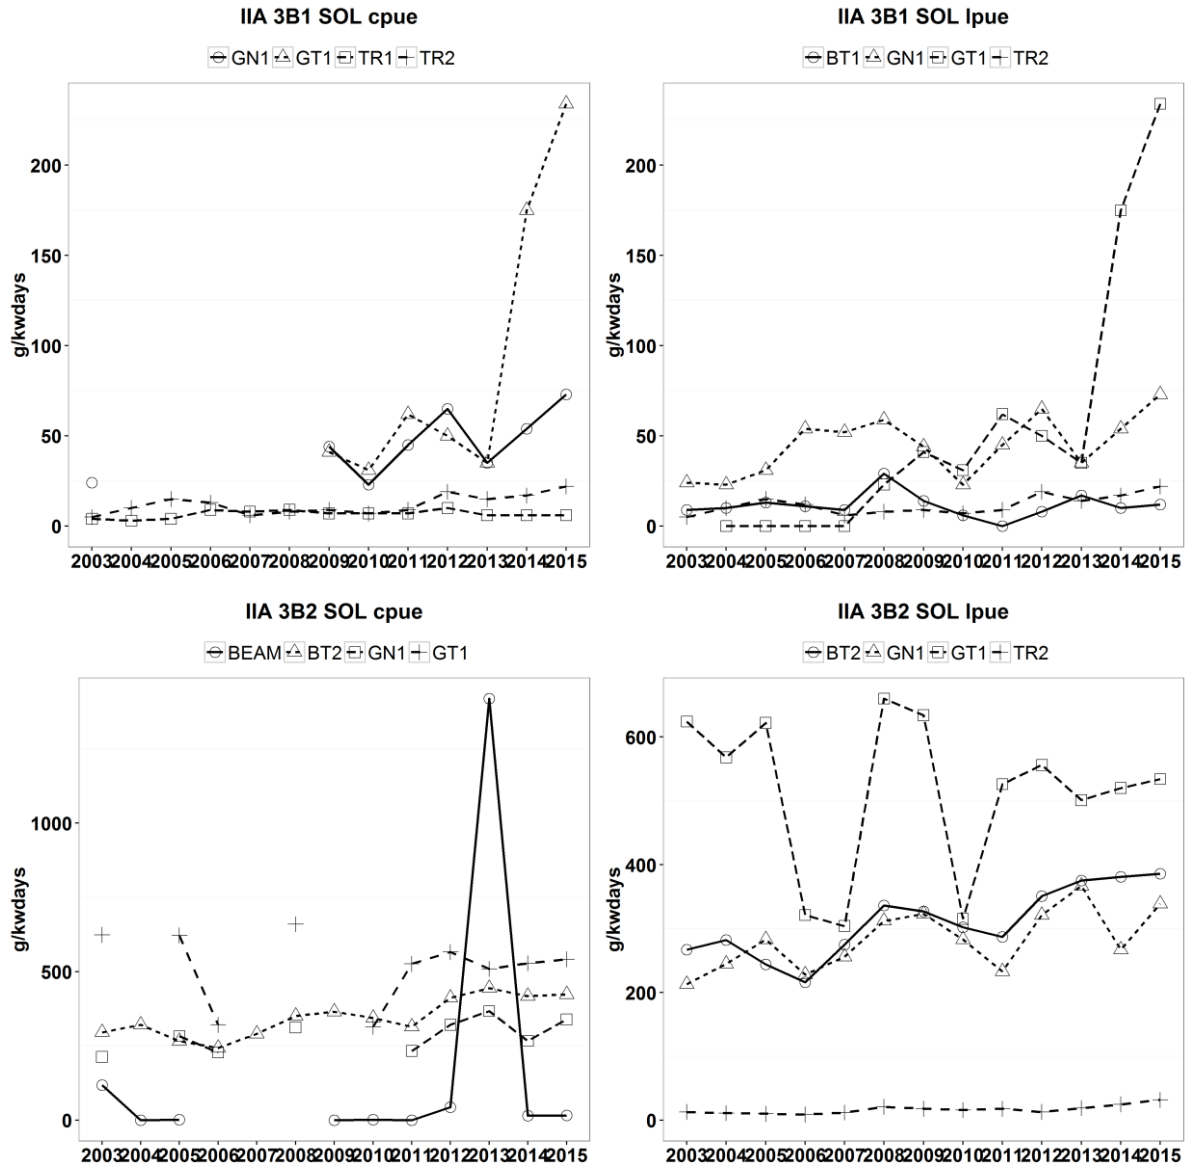 IIA 3B1 SOL cpue
GN1 GT1 TR1 TR2
g/kwdays
200
150
100
50
0
2003 2004 2005 2006 2007 2008 2009 2010 2011 2012 2013 2014 2015
IIA 3B1 SOL lpue
BT1 GN1 GT1 TR2
g/kwdays
200
150
100
50
0
2003 2004 2005 2006 2007 2008 2009 2010 2011 2012 2013 2014 2015
IIA 3B2 SOL cpue
BEAM BT2 GN1 GT1
g/kwdays
1000
500
0
2003 2004 2005 2006 2007 2008 2009 2010 2011 2012 2013 2014 2015
IIA 3B2 SOL lpue
BT2 GN1 GT1 TR2
g/kwdays
600
400
200
0
2003 2004 2005 2006 2007 2008 2009 2010 2011 2012 2013 2014 2015